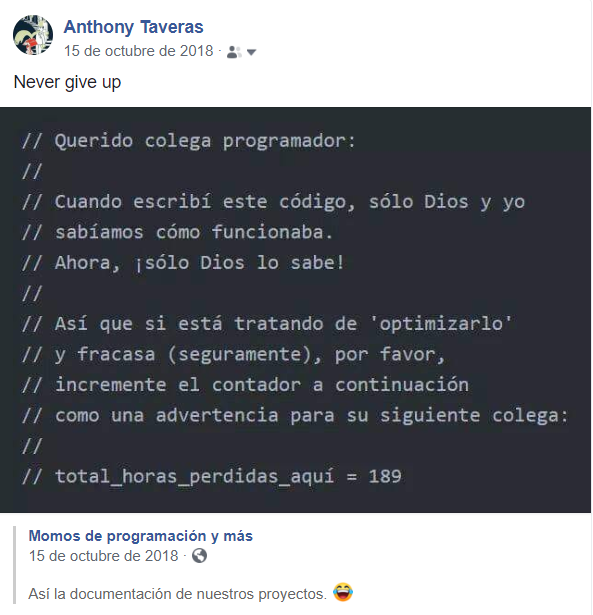 Anthony Taveras
15 de octubre de 2018 ·
Never give up
// Querido colega programador:
//
// Cuando escribí este código, sólo Dios y yo
// sabíamos cómo funcionaba.
// Ahora, ¡sólo Dios lo sabe!
//
// Así que si está tratando de 'optimizarlo'
// y fracasa (seguramente), por favor,
// incremente el contador a continuación
// como una advertencia para su siguiente colega:
//
// total_horas_perdidas_aquí = 189
Momos de programación y más
15 de octubre de 2018 ·
Así la documentación de nuestros proyectos. 😂